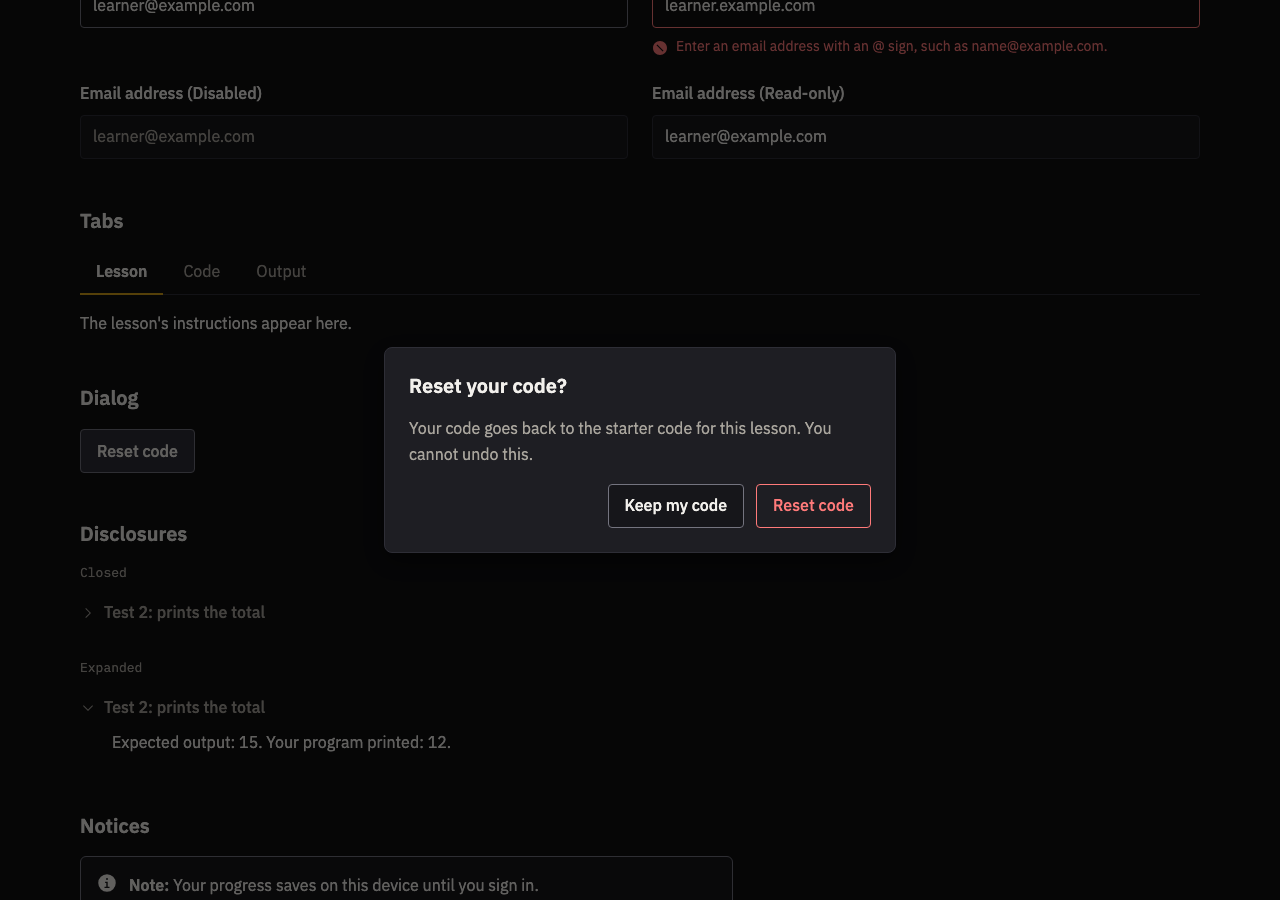 learner@example.com
learner.example.com
Enter an email address with an @ sign, such as name@example.com.
Email address (Disabled)
Email address (Read-only)
learner@example.com
learner@example.com
Tabs
Lesson Code Output
The lesson's instructions appear here.
Dialog
Reset code
Reset your code?
Your code goes back to the starter code for this lesson. You
cannot undo this.
Keep my code
Reset code
Disclosures
Closed
Test 2: prints the total
Expanded
Test 2: prints the total
Expected output: 15. Your program printed: 12.
Notices
Note: Your progress saves on this device until you sign in.